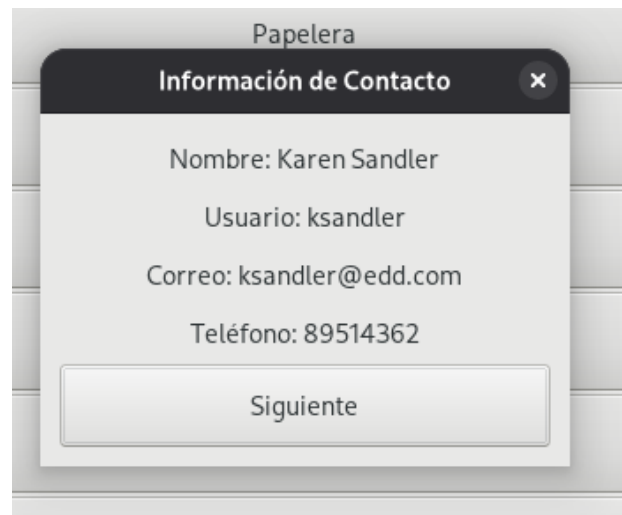 Papelera
Información de Contacto
Nombre: Karen Sandler
Usuario: ksandler
Correo: ksandler@edd.com
Teléfono: 89514362
Siguiente